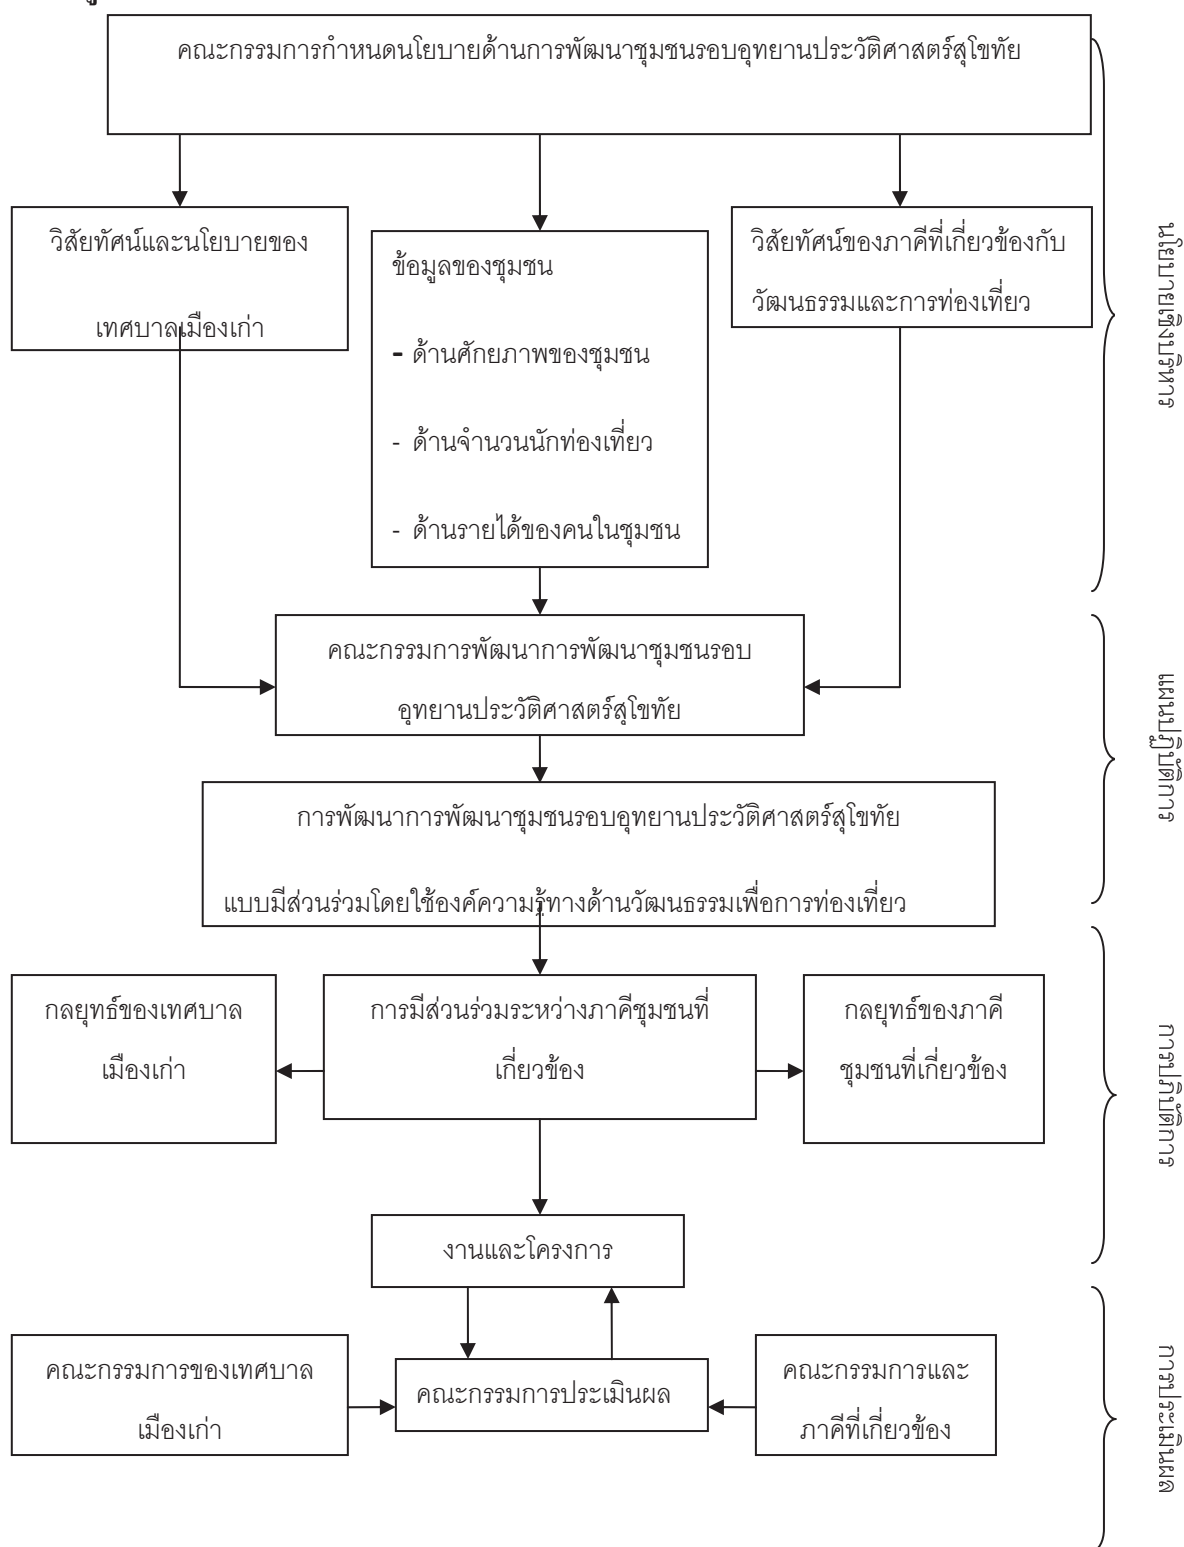 คณะกรรมการกำหนดนโยบายด้านการพัฒนาชุมชนรอบอุทยานประวัติศาสตร์สุโขทัย
วิสัยทัศน์และนโยบายของ
เทศบาลเมืองเก่า
ข้อมูลของชุมชน
- ด้านศักยภาพของชุมชน
- ด้านจำนวนนักท่องเที่ยว
- ด้านรายได้ของคนในชุมชน
วิสัยทัศน์ของภาคีที่เกี่ยวข้องกับ
วัฒนธรรมและการท่องเที่ยว
นโยบายเชิงบริหาร
คณะกรรมการพัฒนาการพัฒนาชุมชนรอบ
อุทยานประวัติศาสตร์สุโขทัย
การพัฒนาการพัฒนาชุมชนรอบอุทยานประวัติศาสตร์สุโขทัย
แบบมีส่วนร่วมโดยใช้องค์ความรู้ทางด้านวัฒนธรรมเพื่อการท่องเที่ยว
แผนปฏิบัติการ
กลยุทธ์ของเทศบาล
เมืองเก่า
การมีส่วนร่วมระหว่างภาคีชุมชนที่
เกี่ยวข้อง
กลยุทธ์ของภาคี
ชุมชนที่เกี่ยวข้อง
งานและโครงการ
การปฏิบัติการ
คณะกรรมการของเทศบาล
เมืองเก่า
คณะกรรมการประเมินผล
คณะกรรมการและ
ภาคีที่เกี่ยวข้อง
การประเมินผล